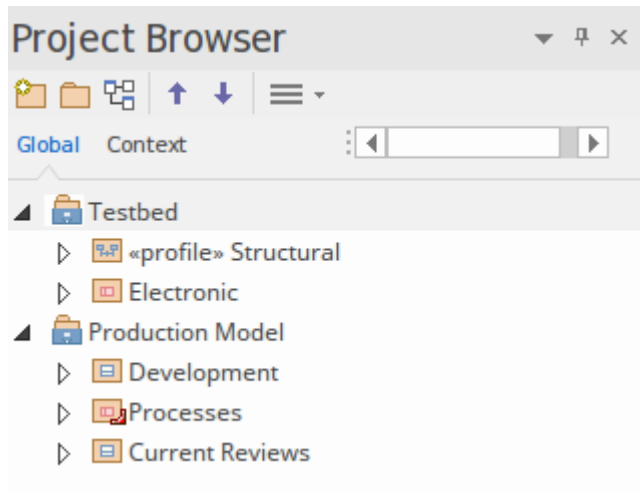 Project Browser
Global Context
Testbed
«profile» Structural
Electronic
Production Model
Development
Processes
Current Reviews